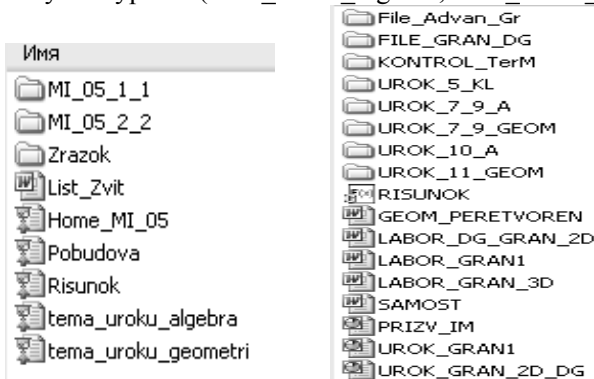 Имя
MI_05_1_1
MI_05_2_2
Zrazok
List_Zvit
Home_MI_05
Pobudova
Risunok
tema_uroku_algebra
tema_uroku_geometri
File_Advan_Gr
FILE_GRAN_DG
KONTROL_TerM
UROK_5_KL
UROK_7_9_A
UROK_7_9_GEOM
UROK_10_A
UROK_11_GEOM
RISUNOK
GEOM_PERETVOREN
LABOR_DG_GRAN_2D
LABOR_GRAN1
LABOR_GRAN_3D
SAMOST
PRIZV_IM
UROK_GRAN1
UROK_GRAN_2D_DG